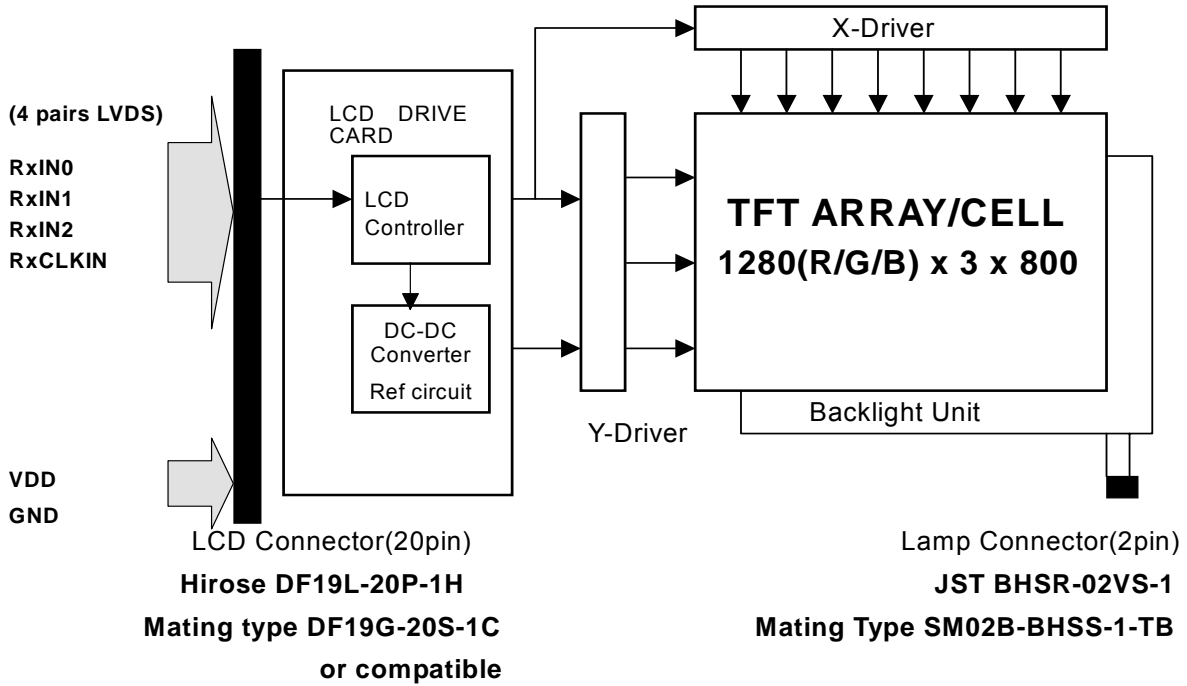 X-Driver
(4 pairs LVDS)
RxIN0
RxIN1
RxIN2
RxCLKIN
LCD DRIVE
CARD
LCD
Controller
DC-DC
Converter
Ref circuit
TFT ARRAY/CELL
1280(R/G/B) x 3 x 800
Backlight Unit
Y-Driver
VDD
GND
LCD Connector(20pin)
Hirose DF19L-20P-1H
Mating type DF19G-20S-1C
or compatible
Lamp Connector(2pin)
JST BHSR-02VS-1
Mating Type SM02B-BHSS-1-TB